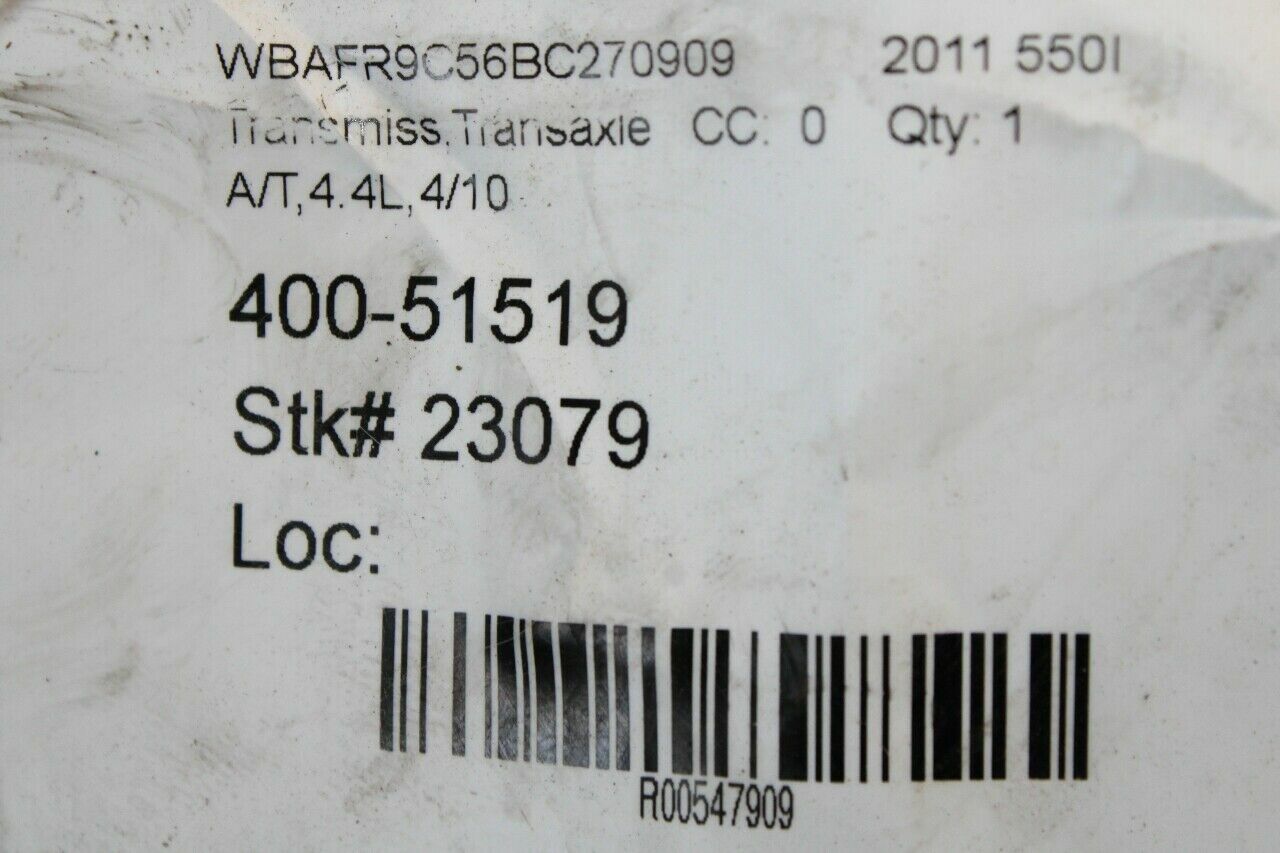 WBAFR9C56BC270909 2011 550I
Transmiss,Transaxle CC: 0 Qty: 1
A/T,4.4L,4/10
400-51519
Stk# 23079
Loc:
R00547909